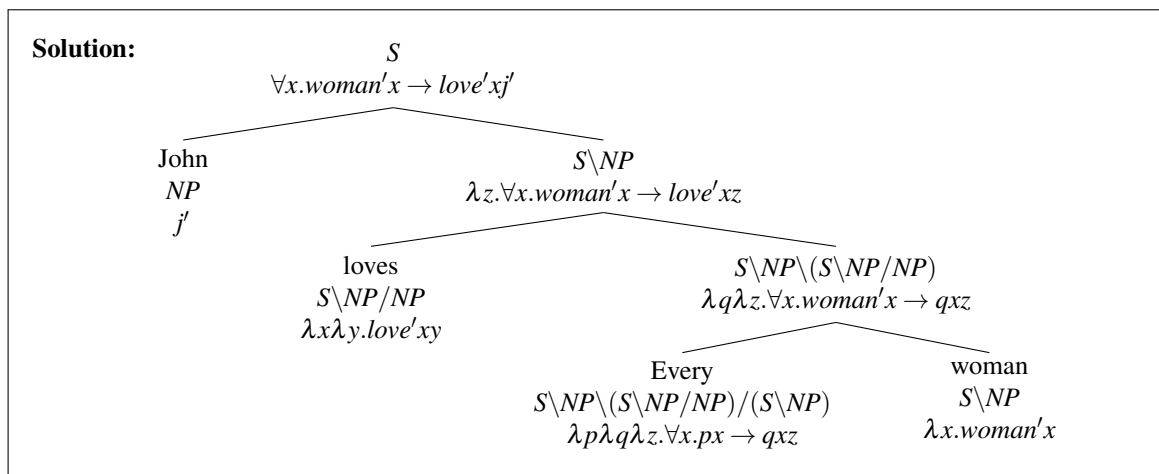 Solution:
S
∀x.woman′x → love′xj′
John
NP
j′
S\NP
λz.∀x.woman′x → love′xz
loves
S\NP/NP
λxλy.love′xy
S\NP\(S\NP/NP)
λqλz.∀x.woman′x → qxz
Every
S\NP\(S\NP/NP)/(S\NP)
λpλqλz.∀x.px → qxz
woman
S\NP
λx.woman′x